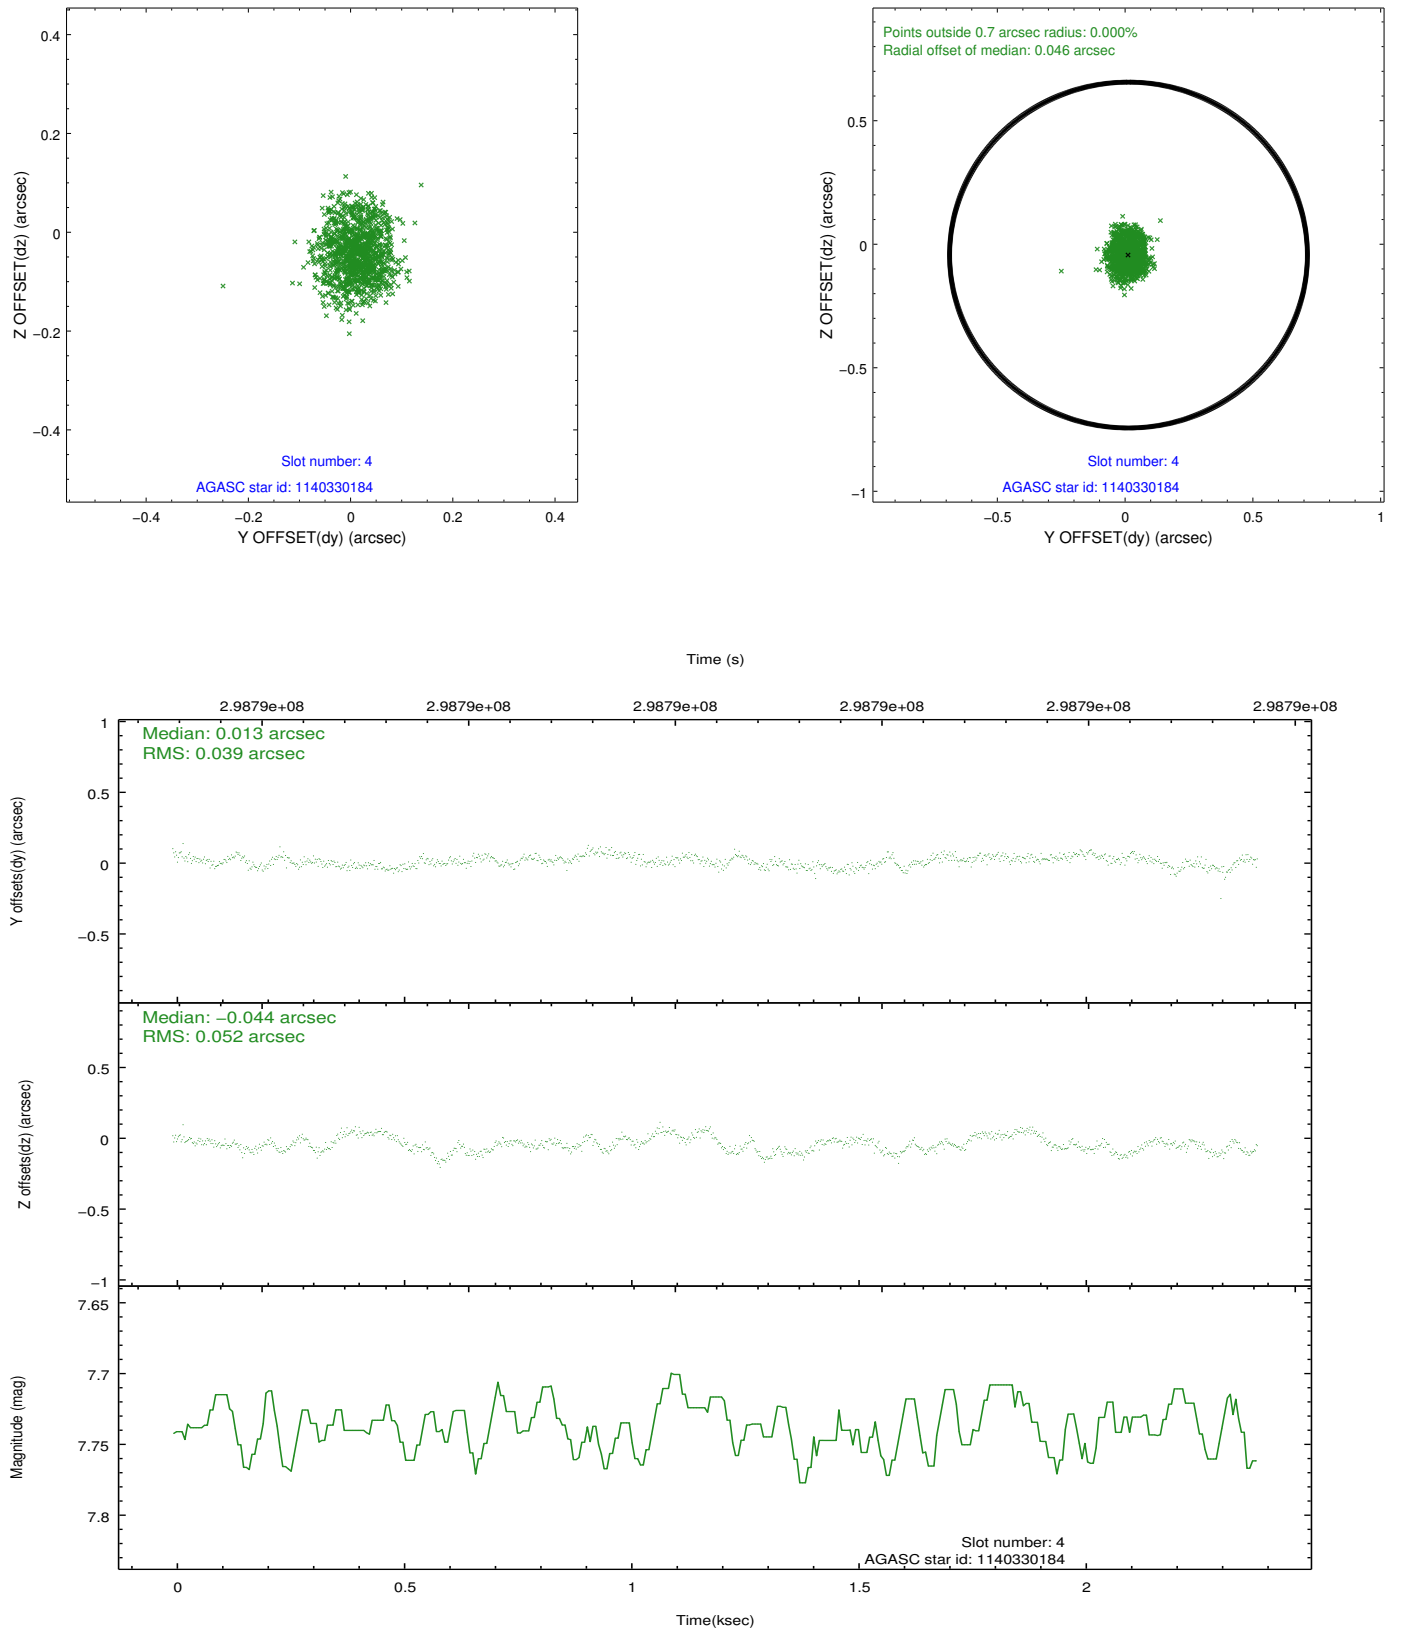 0.4
0.2
0
−0.2
−0.4
Z OFFSET(dz) (arcsec)
Slot number: 4
AGASC star id: 1140330184
−0.4 −0.2 0 0.2 0.4
Y OFFSET(dy) (arcsec)
Points outside 0.7 arcsec radius: 0.000%
Radial offset of median: 0.046 arcsec
0.5
0
−0.5
−1
Z OFFSET(dz) (arcsec)
Slot number: 4
AGASC star id: 1140330184
−0.5 0 0.5 1
Y OFFSET(dy) (arcsec)
Time (s)
2.9879e+08 2.9879e+08 2.9879e+08 2.9879e+08 2.9879e+08 2.9879e+08
Median: 0.013 arcsec
RMS: 0.039 arcsec
1
0.5
0
−0.5
Y offsets(dy) (arcsec)
Median: −0.044 arcsec
RMS: 0.052 arcsec
0.5
0
−0.5
−1
Z offsets(dz) (arcsec)
7.65
7.7
7.75
7.8
Magnitude (mag)
Slot number: 4
AGASC star id: 1140330184
0 0.5 1 1.5 2
Time(ksec)